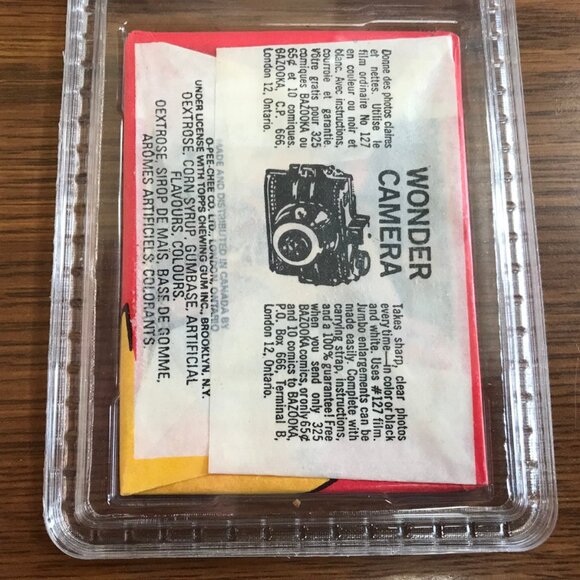 Donne des photos claires
et nettes. Utilise le
film ordinaire No 127
en couleur ou noir et
blanc. Avec instructions,
courroie et garantie.
Vôtre gratis pour 325
comiques BAZOOKA ou
65¢ et 10 comiques.
BAZOOKA, C.P. 666,
London 12, Ontario.
WONDER
CAMERA
Takes sharp, clear photos
every time—in color or black
and white. Uses #127 film.
Jumbo enlargements can be
made easily. Complete with
carrying strap, instructions,
and a 100% guarantee! Free
when you send only 325
BAZOOKA comics, or only 65¢
and 10 comics to BAZOOKA,
P.O. Box 666, Terminal B,
London 12, Ontario.
MADE AND DISTRIBUTED IN CANADA BY
O-PEE-CHEE CO. LTD., LONDON, ONTARIO
UNDER LICENSE WITH TOPPS CHEWING GUM INC., BROOKLYN, N.Y.
DEXTROSE, CORN SYRUP, GUMBASE, ARTIFICIAL
FLAVOURS, COLOURS.
DEXTROSE, SIROP DE MAIS, BASE DE GOMME,
ARÔMES ARTIFICIELS, COLORANTS.